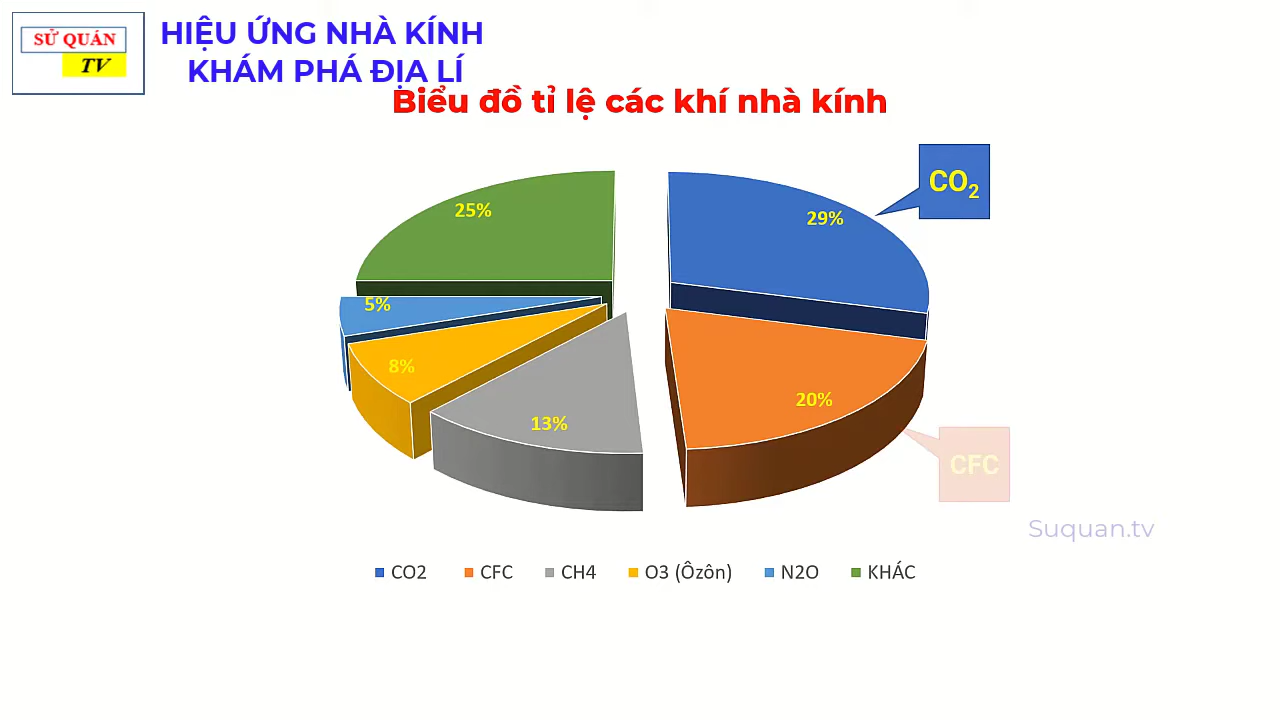 SỬ QUÁN
TV
HIỆU ỨNG NHÀ KÍNH
KHÁM PHÁ ĐỊA LÍ
Biểu đồ tỉ lệ các khí nhà kính
CO2
25%
29%
5%
8%
20%
13%
CFC
Suquan.tv
CO2 CFC CH4 O3 (Ôzôn) N2O KHÁC